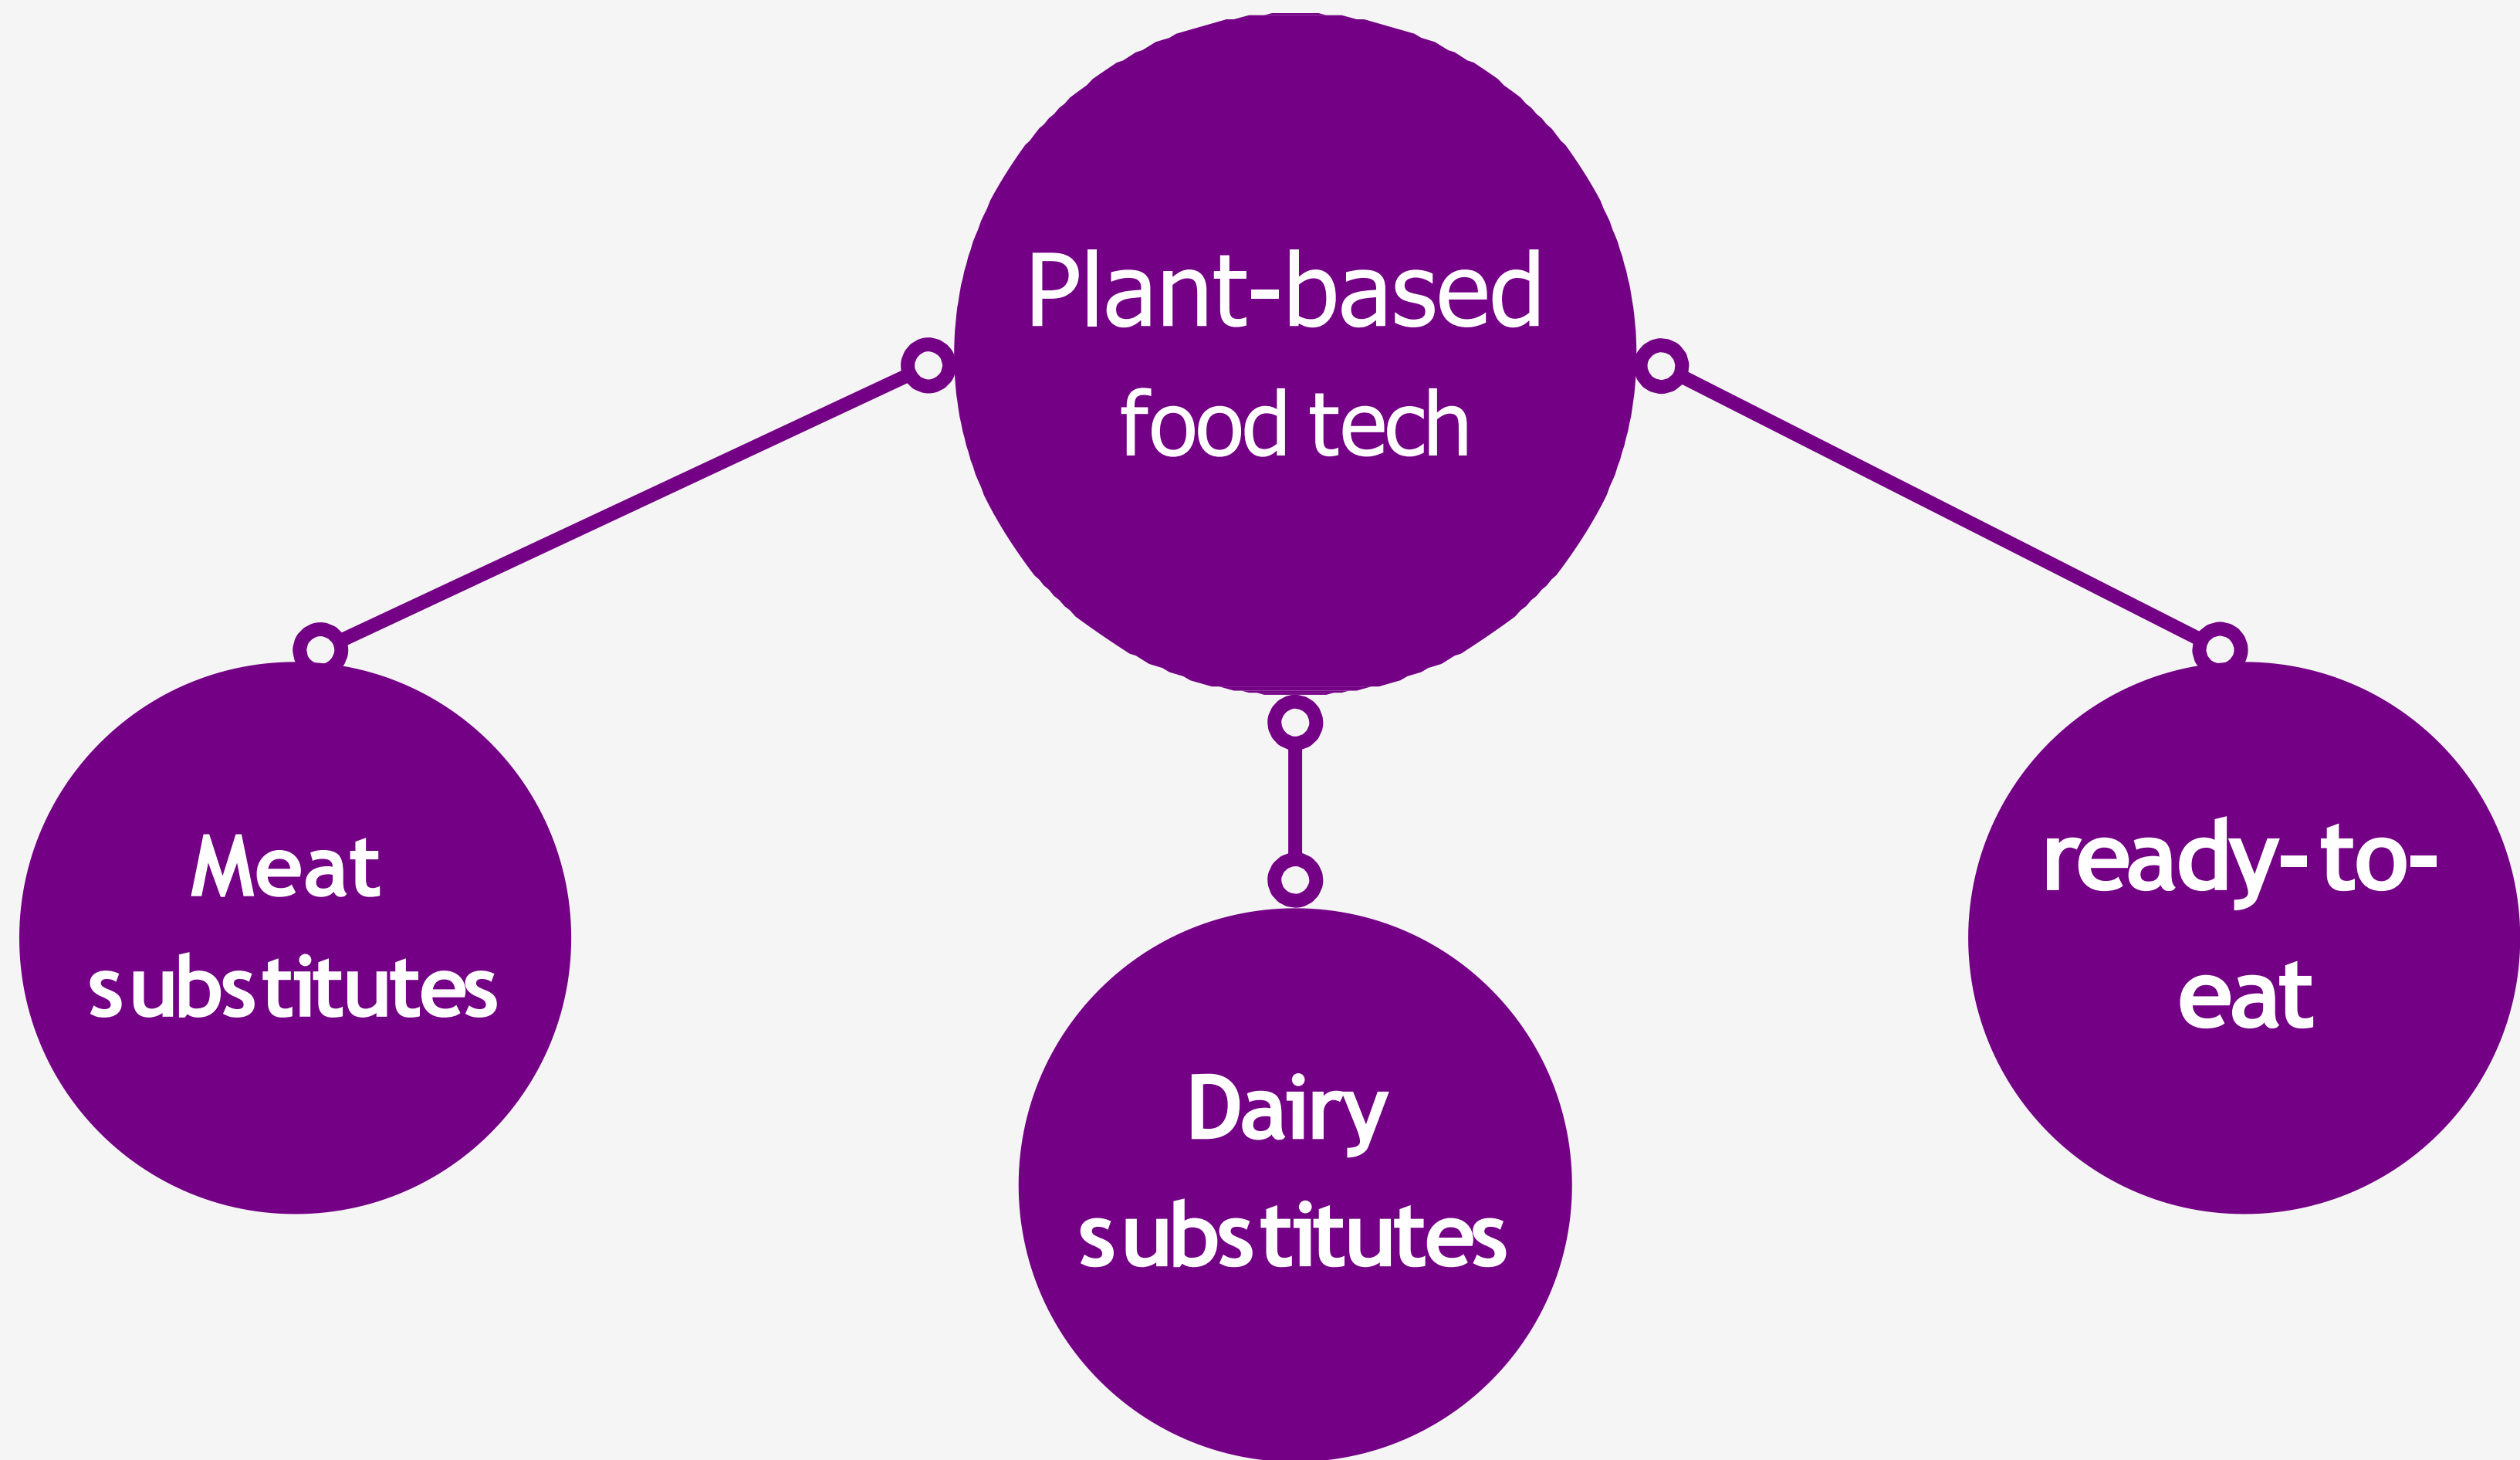 Plant-based
food tech
Meat
substitutes
ready-to-
eat
Dairy
substitutes